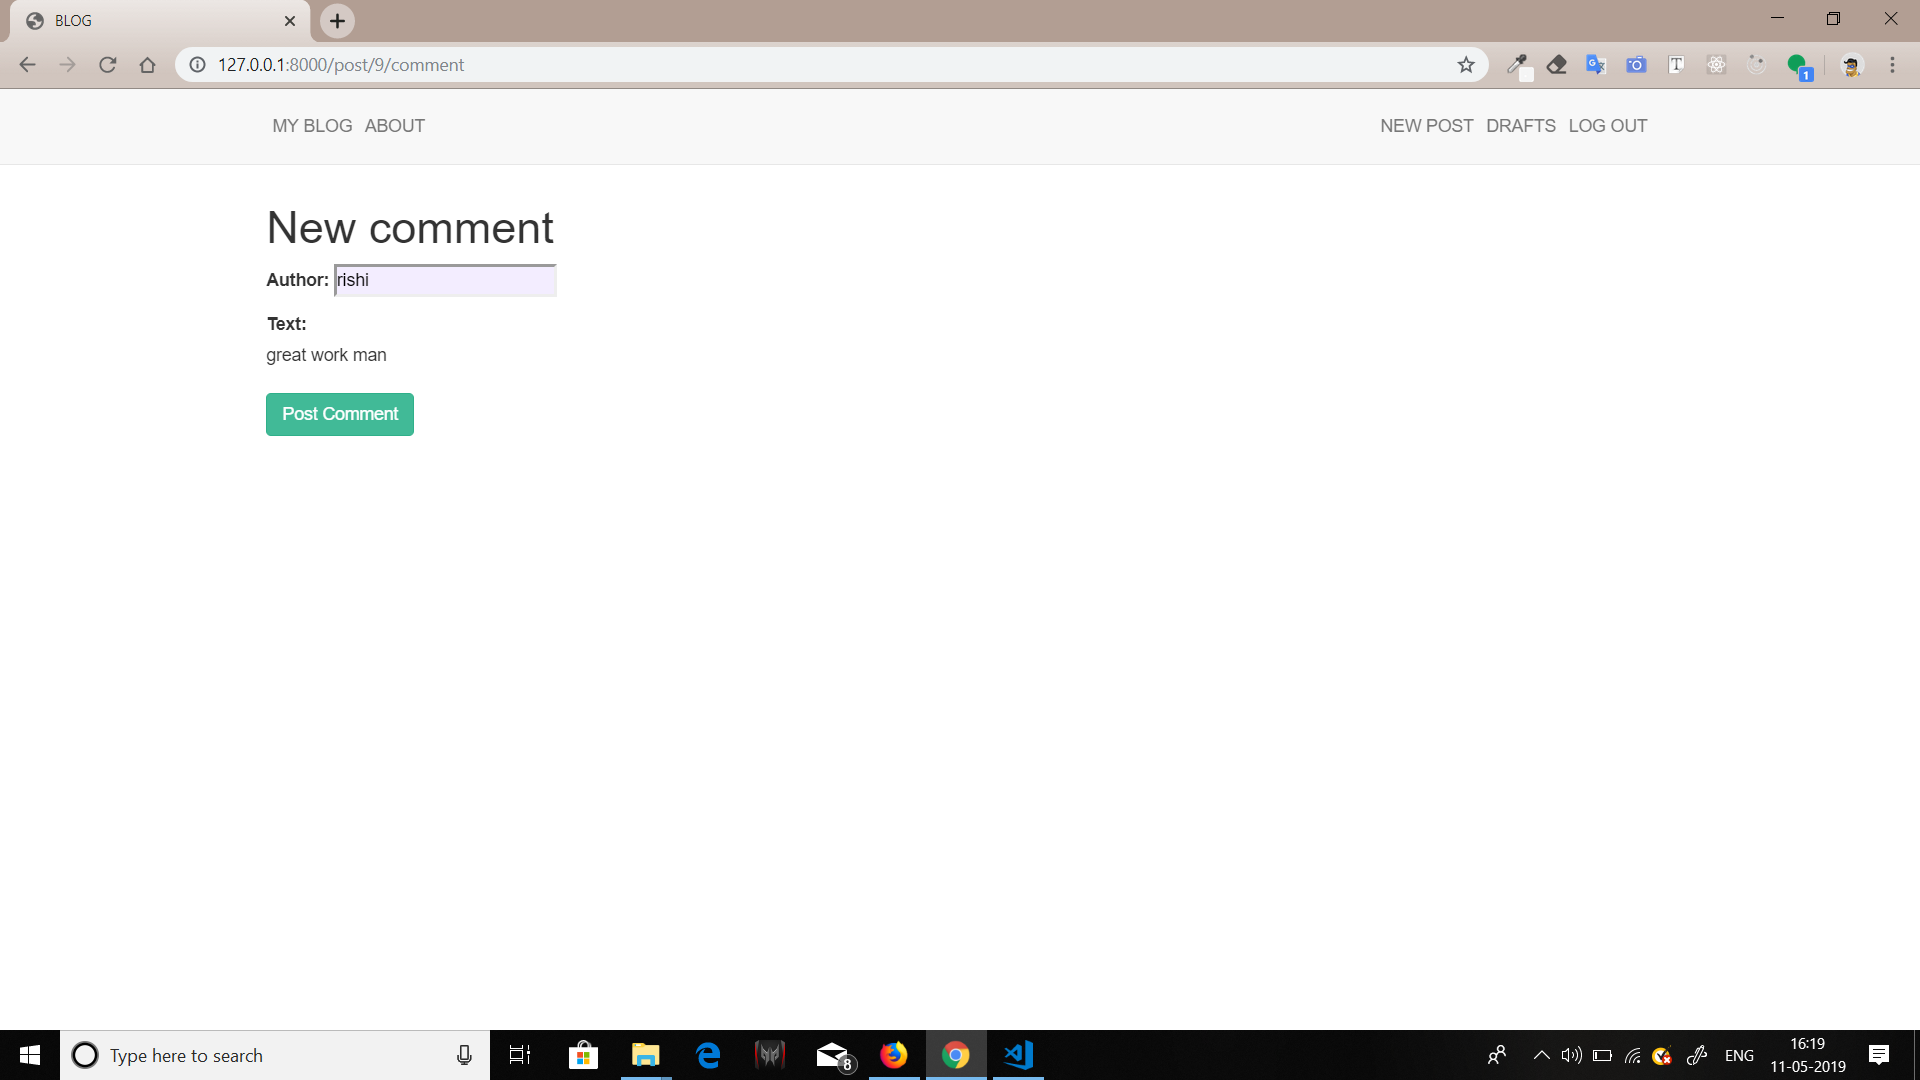 BLOG
127.0.0.1:8000/post/9/comment
1
MY BLOG ABOUT NEW POST DRAFTS LOG OUT
New comment
Author: rishi
Text:
great work man
Post Comment
Type here to search
8
ENG
16:19
11-05-2019